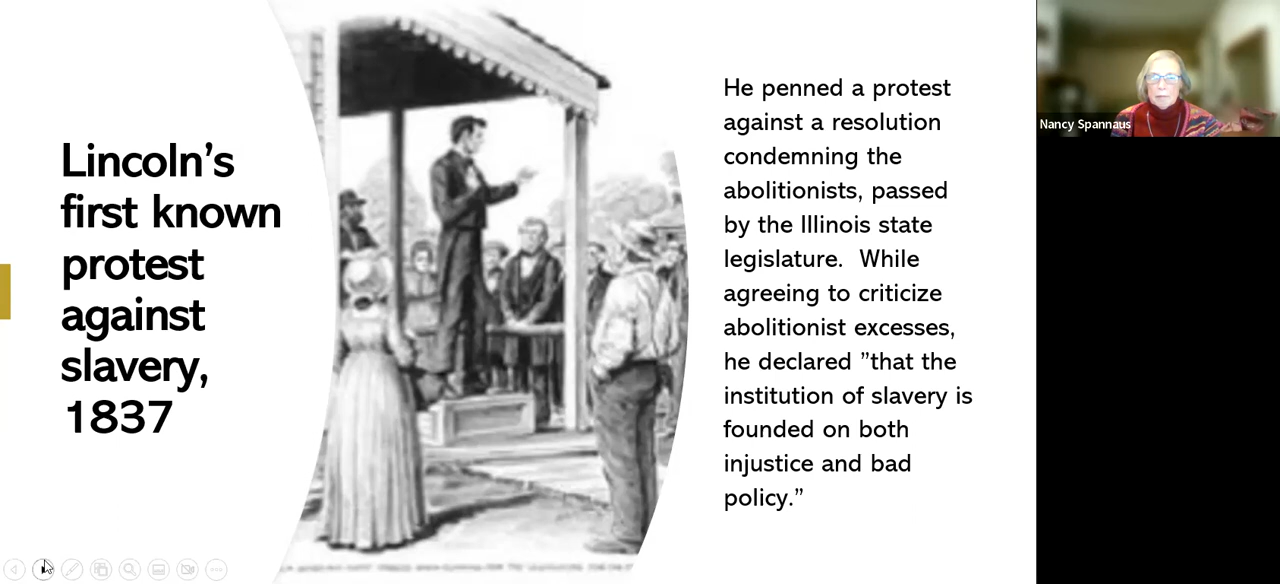 Lincoln’s
first known
protest
against
slavery,
1837
He penned a protest
against a resolution
condemning the
abolitionists, passed
by the Illinois state
legislature.  While
agreeing to criticize
abolitionist excesses,
he declared ”that the
institution of slavery is
founded on both
injustice and bad
policy.”
Nancy Spannaus